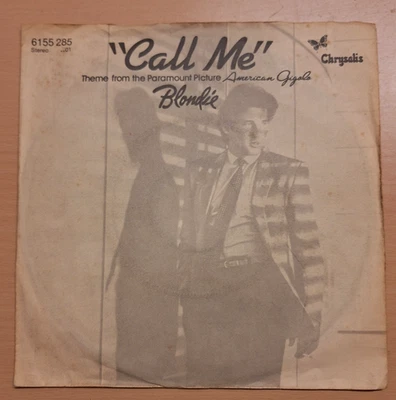 "Call Me"
6155 285
Stereo
Theme from the Paramount Picture American Gigolo
Blondie
Chrysalis